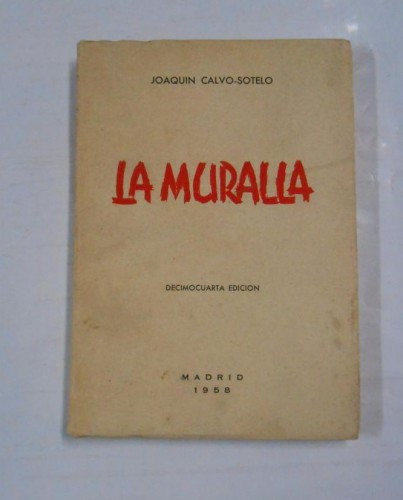 JOAQUIN CALVO-SOTELO
LA MURALLA
DECIMOCUARTA EDICION
MADRID
1958